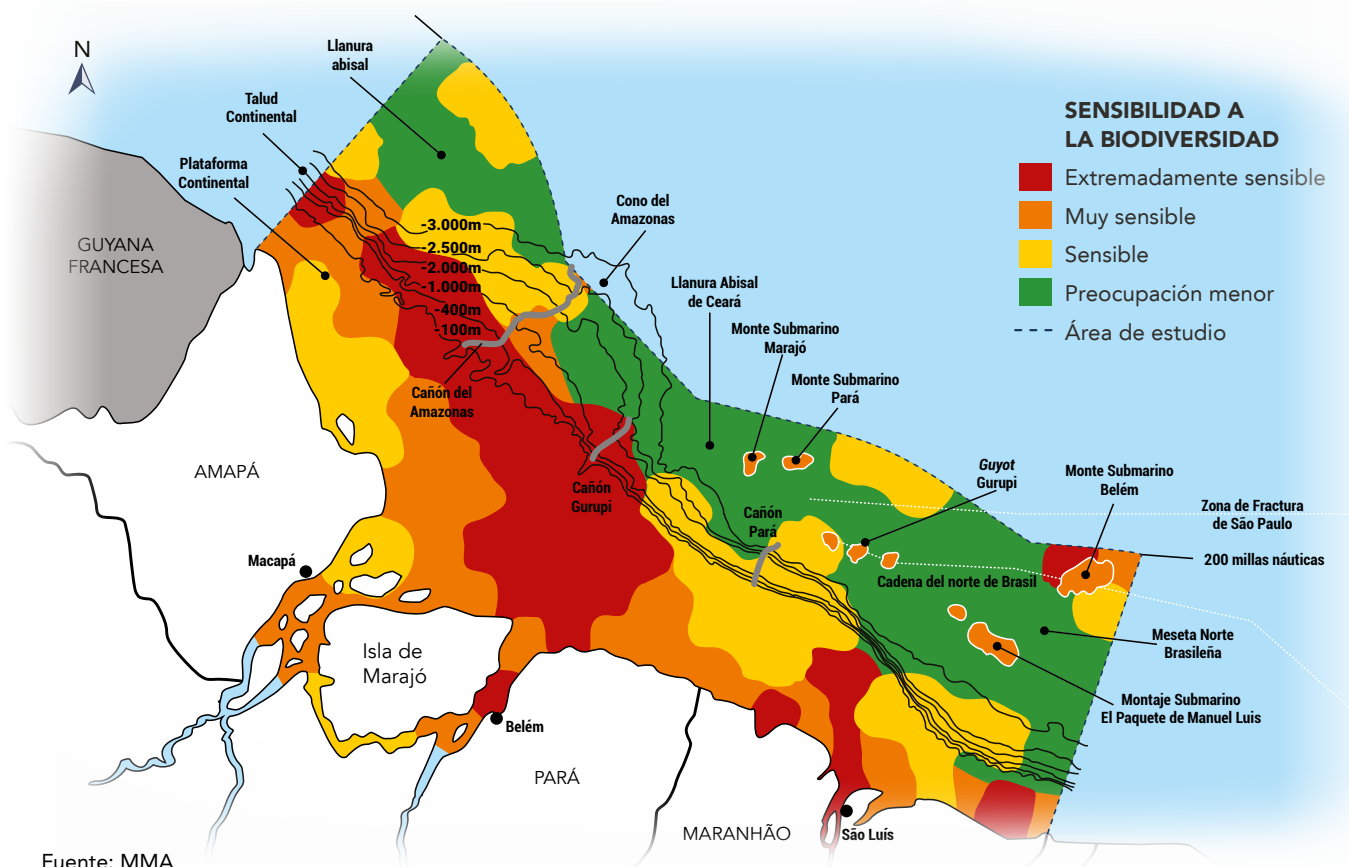 N
Llanura
abisal
Talud
Continental
Plataforma
Continental
GUYANA
FRANCESA
SENSIBILIDAD A
LA BIODIVERSIDAD
Extremadamente sensible
Muy sensible
Sensible
Preocupación menor
Área de estudio
Cono del
Amazonas
-3.000m
-2.500m
-2.000m
-1.000m
-400m
-100m
Llanura Abisal
de Ceará
Monte Submarino
Marajó
Monte Submarino
Pará
Cañón del
Amazonas
AMAPÁ
Cañón
Gurupi
Cañón
Pará
Guyot
Gurupi
Monte Submarino
Belém
Zona de Fractura
de São Paulo
200 millas náuticas
Macapá
Cadena del norte de Brasil
Isla de
Marajó
Meseta Norte
Brasileña
Montaje Submarino
El Paquete de Manuel Luis
Belém
PARÁ
MARANHÃO
São Luís
Fuente: MMA